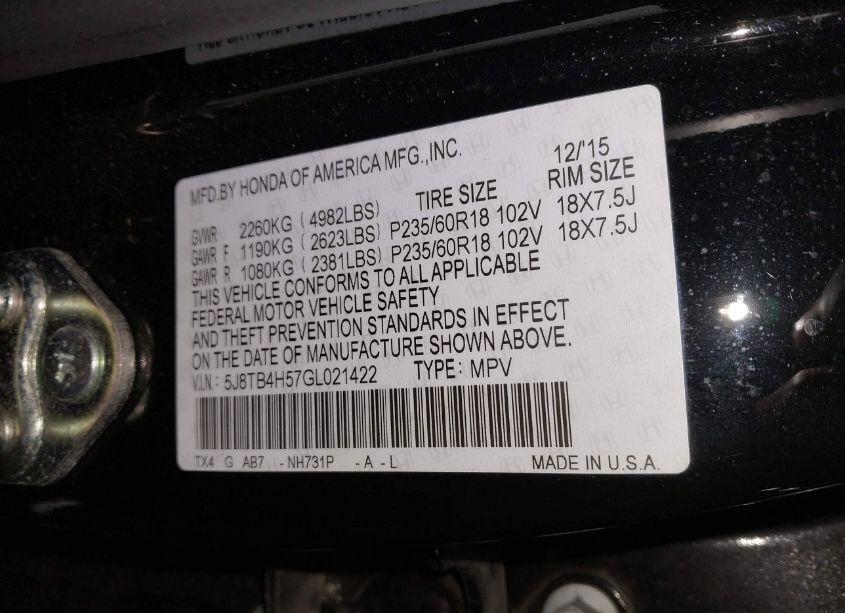 MFD.BY HONDA OF AMERICA MFG.,INC. 12/'15
TIRE SIZE RIM SIZE
GVWR 2260KG (4982LBS)
GAWR F 1190KG (2623LBS) P235/60R18 102V 18X7.5J
GAWR R 1080KG (2381LBS) P235/60R18 102V 18X7.5J
THIS VEHICLE CONFORMS TO ALL APPLICABLE
FEDERAL MOTOR VEHICLE SAFETY
AND THEFT PREVENTION STANDARDS IN EFFECT
ON THE DATE OF MANUFACTURE SHOWN ABOVE.
V.I.N.: 5J8TB4H57GL021422 TYPE: MPV
TX4 G AB7 -NH731P -A -L MADE IN U.S.A.